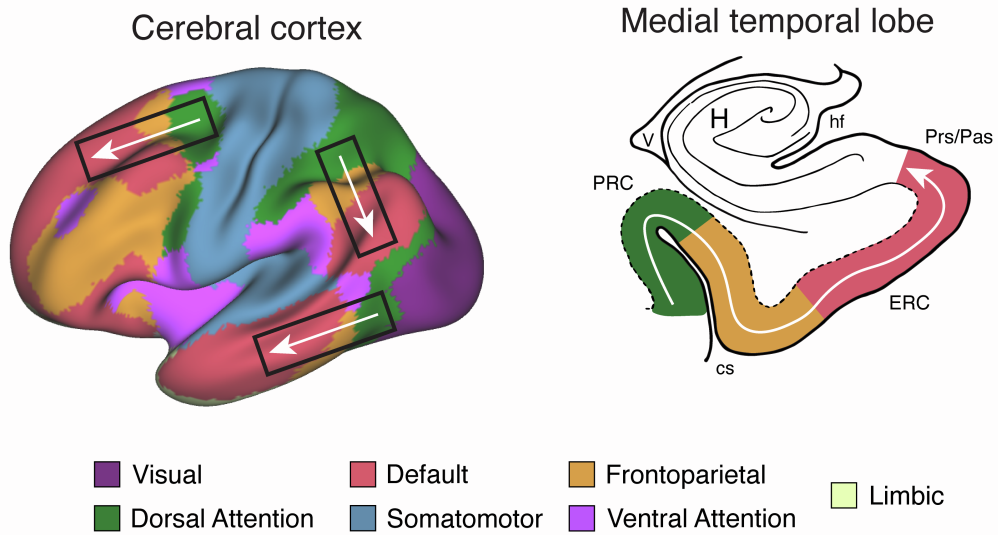 Cerebral cortex
Medial temporal lobe
H
V
hf
Prs/Pas
PRC
ERC
cs
Visual
Default
Frontoparietal
Limbic
Dorsal Attention
Somatomotor
Ventral Attention